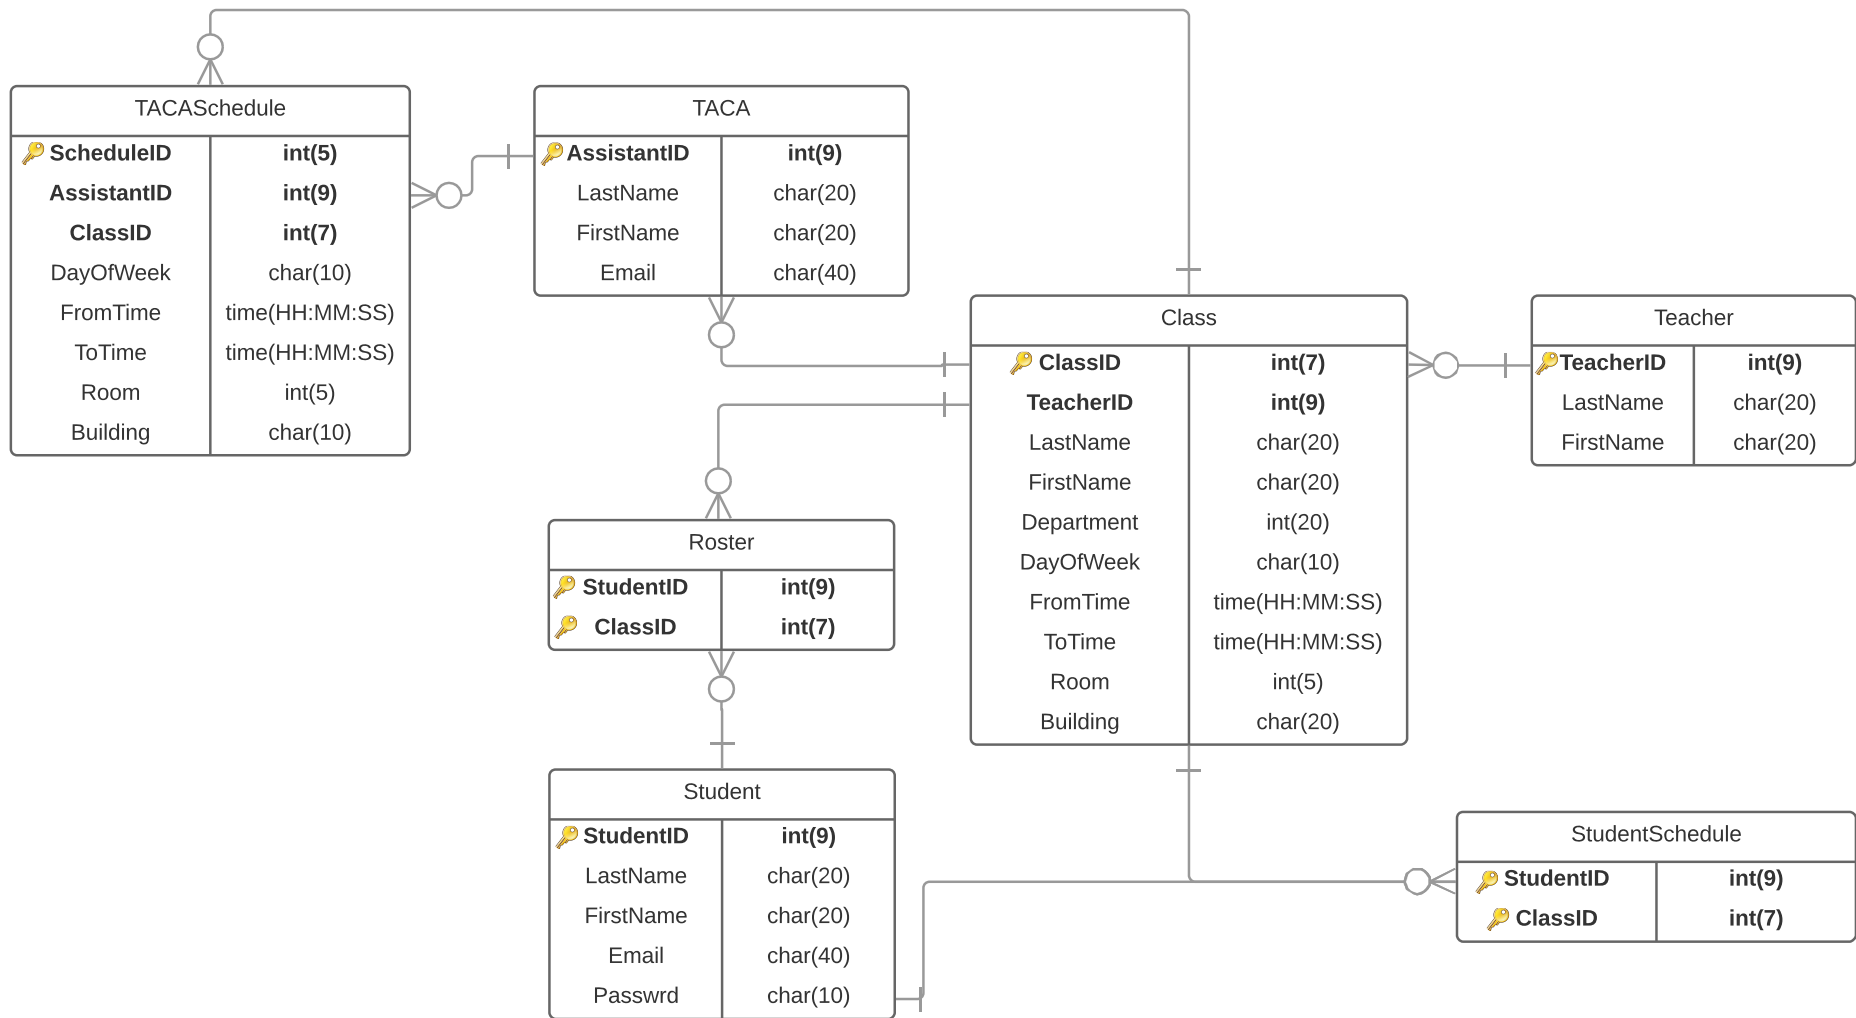 TACASchedule
ScheduleID int(5)
AssistantID int(9)
ClassID int(7)
DayOfWeek char(10)
FromTime time(HH:MM:SS)
ToTime time(HH:MM:SS)
Room int(5)
Building char(10)
TACA
AssistantID int(9)
LastName char(20)
FirstName char(20)
Email char(40)
Class
ClassID int(7)
TeacherID int(9)
LastName char(20)
FirstName char(20)
Department int(20)
DayOfWeek char(10)
FromTime time(HH:MM:SS)
ToTime time(HH:MM:SS)
Room int(5)
Building char(20)
Teacher
TeacherID int(9)
LastName char(20)
FirstName char(20)
Roster
StudentID int(9)
ClassID int(7)
Student
StudentID int(9)
LastName char(20)
FirstName char(20)
Email char(40)
Passwrd char(10)
StudentSchedule
StudentID int(9)
ClassID int(7)